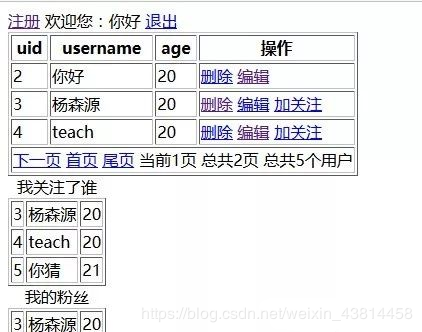 注册 欢迎您：你好 退出
uid username age 操作
2 你好 20 删除 编辑
3 杨森源 20 删除 编辑 加关注
4 teach 20 删除 编辑 加关注
下一页 首页 尾页 当前1页 总共2页 总共5个用户
我关注了谁
3 杨森源 20
4 teach 20
5 你猜 21
我的粉丝
3 杨森源 20
https://blog.csdn.net/weixin_43814458